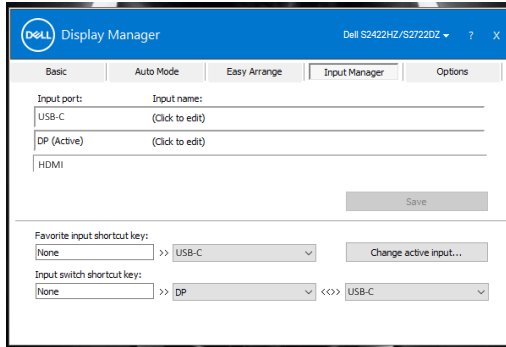 DELL Display Manager Dell S2422HZ/S2722DZ ? X
Basic Auto Mode Easy Arrange Input Manager Options
Input port: Input name:
USB-C (Click to edit)
DP (Active) (Click to edit)
HDMI
Save
Favorite input shortcut key:
None >> USB-C Change active input...
Input switch shortcut key:
None >> DP <<>> USB-C